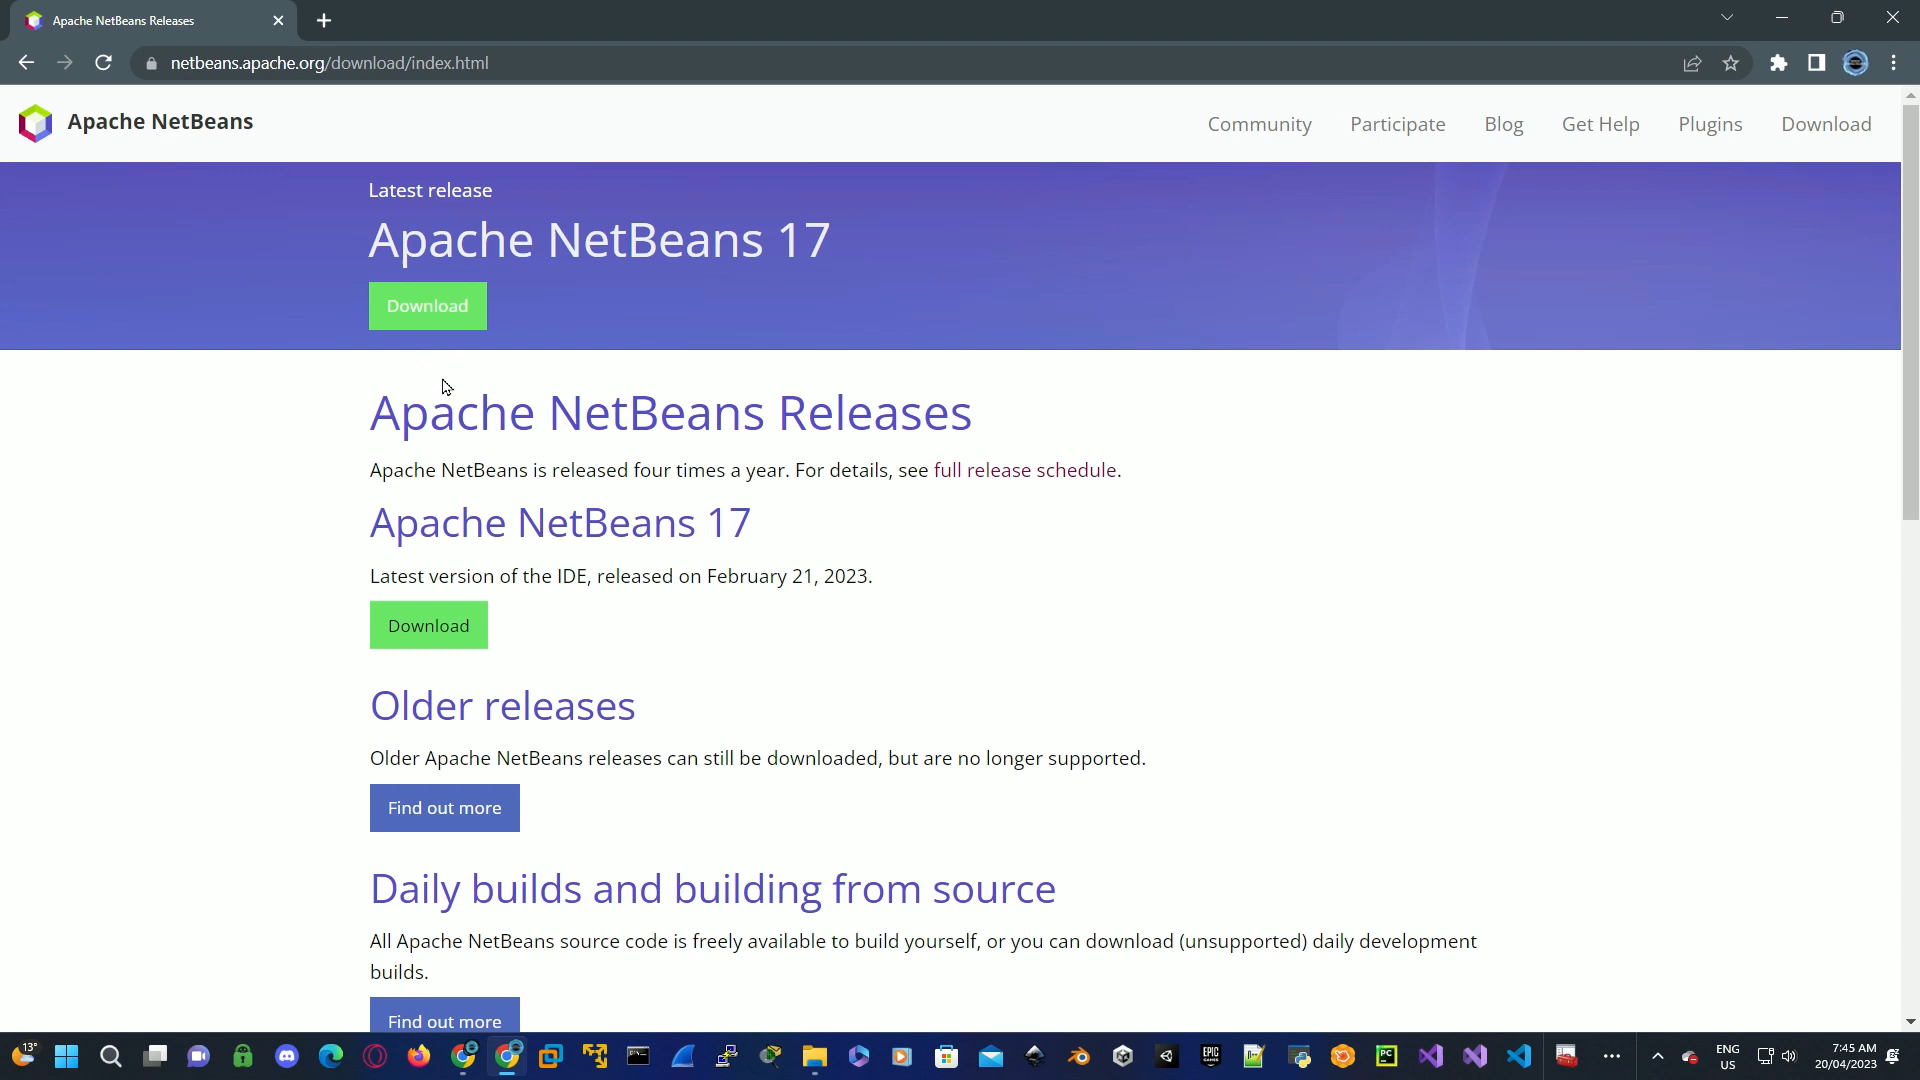 Apache NetBeans Releases
netbeans.apache.org/download/index.html
Apache NetBeans
Community
Participate
Blog
Get Help
Plugins
Download
Latest release
Apache NetBeans 17
Download
Apache NetBeans Releases
Apache NetBeans is released four times a year. For details, see full release schedule.
Apache NetBeans 17
Latest version of the IDE, released on February 21, 2023.
Download
Older releases
Older Apache NetBeans releases can still be downloaded, but are no longer supported.
Find out more
Daily builds and building from source
All Apache NetBeans source code is freely available to build yourself, or you can download (unsupported) daily development
builds.
Find out more
13°
EPIC
GAMES
PC
ENG
US
7:45 AM
20/04/2023